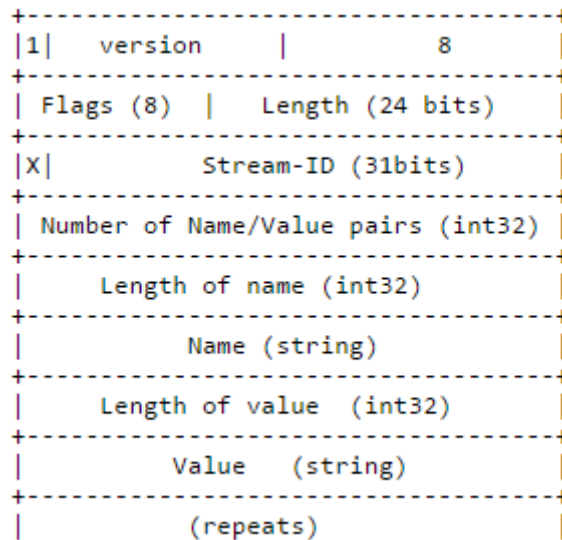 +------------------------------------+
|1|   version    |         8       |
+------------------------------------+
| Flags (8)  |   Length (24 bits)    |
+------------------------------------+
|X|          Stream-ID (31bits)      |
+------------------------------------+
| Number of Name/Value pairs (int32) |
+------------------------------------+
|     Length of name (int32)         |
+------------------------------------+
|           Name (string)            |
+------------------------------------+
|     Length of value  (int32)       |
+------------------------------------+
|          Value   (string)          |
+------------------------------------+
|           (repeats)                |